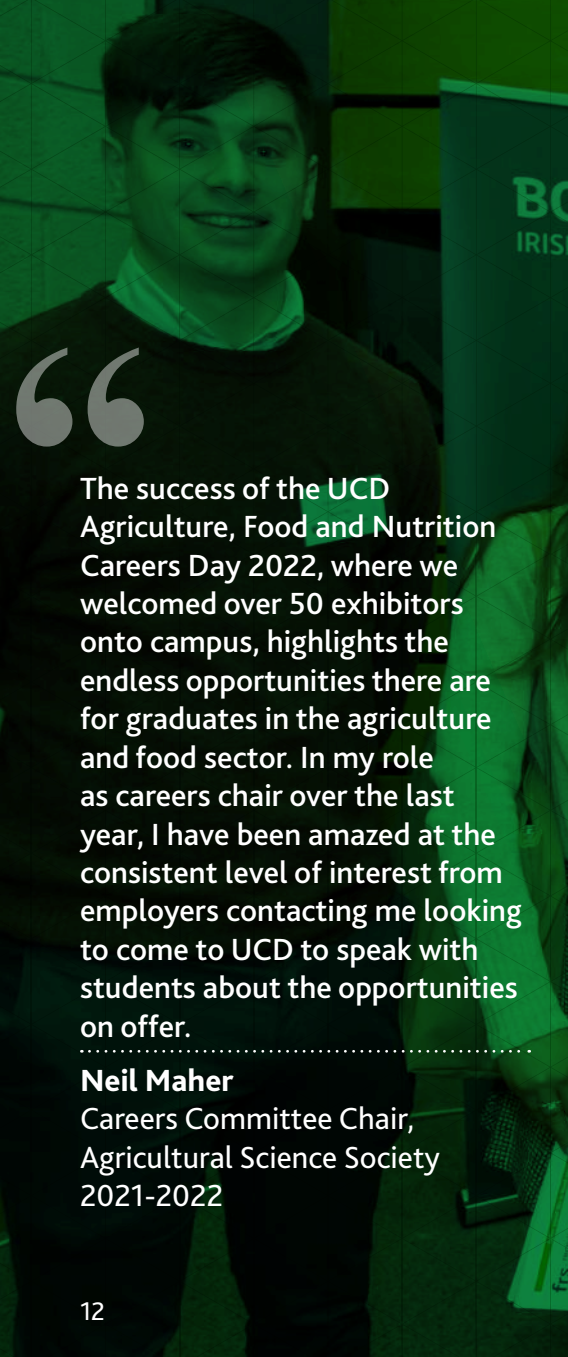 BO
IRIS
“
The success of the UCD
Agriculture, Food and Nutrition
Careers Day 2022, where we
welcomed over 50 exhibitors
onto campus, highlights the
endless opportunities there are
for graduates in the agriculture
and food sector. In my role
as careers chair over the last
year, I have been amazed at the
consistent level of interest from
employers contacting me looking
to come to UCD to speak with
students about the opportunities
on offer.
Neil Maher
Careers Committee Chair,
Agricultural Science Society
2021-2022
frs
12